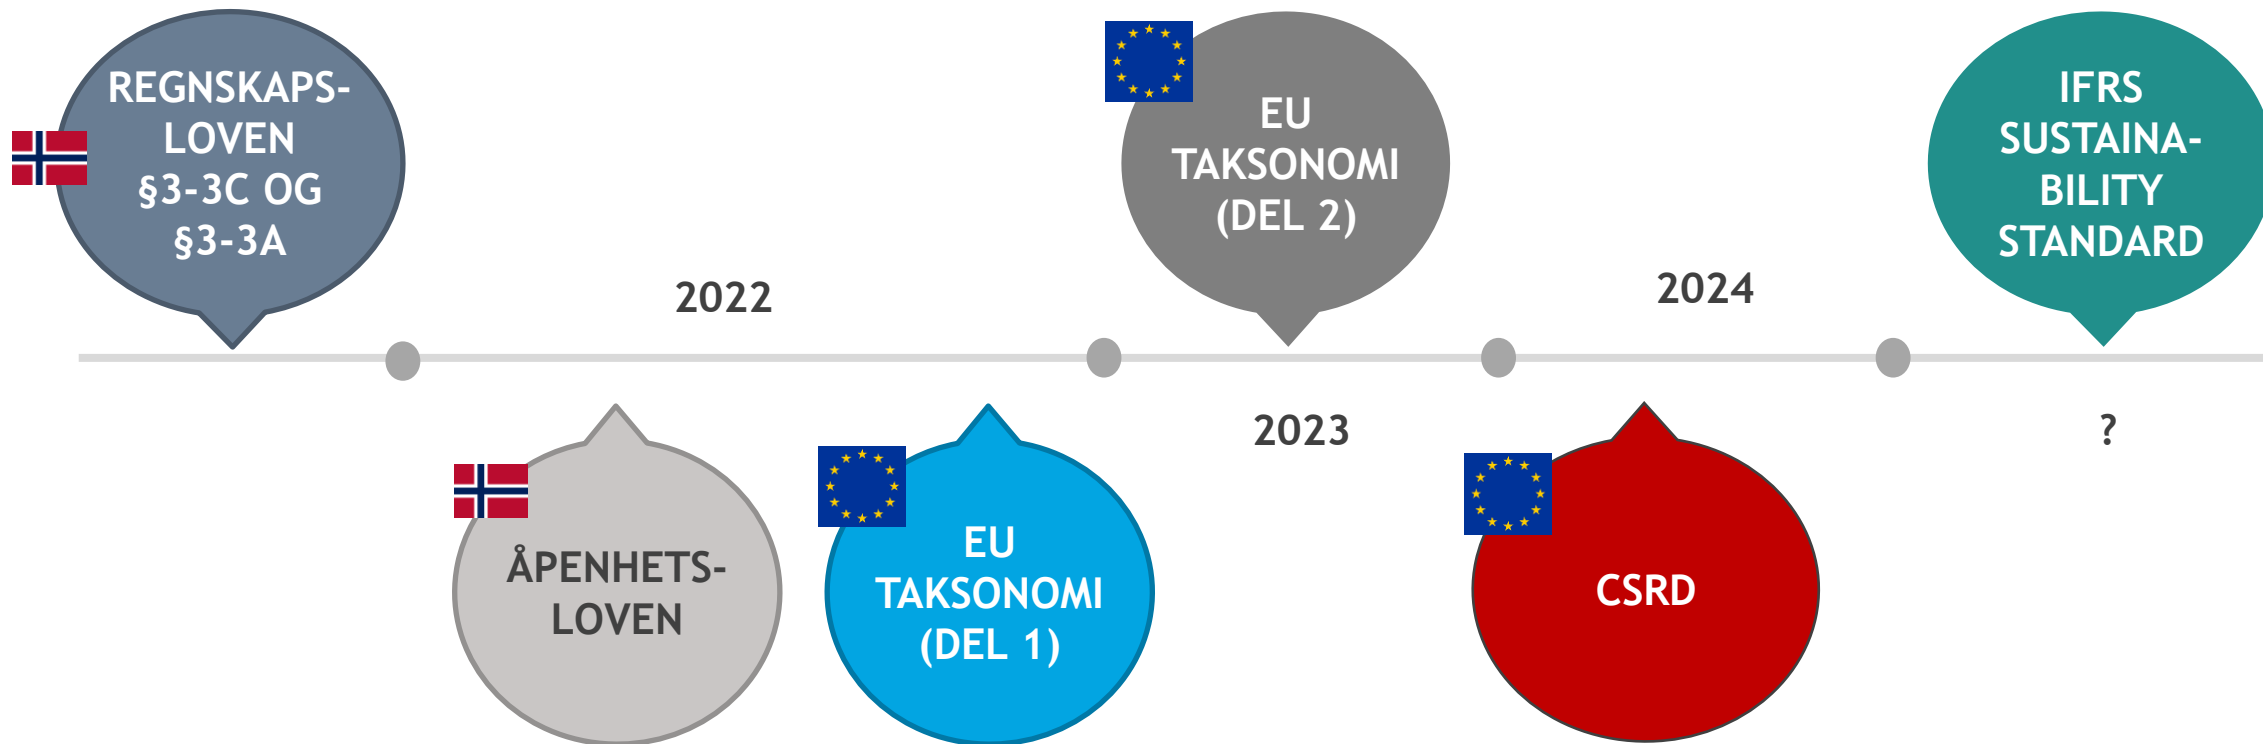 REGNSKAPS-
LOVEN
§3-3C OG
§3-3A
2022
ÅPENHETS-
LOVEN
EU
TAKSONOMI
(DEL 1)
EU
TAKSONOMI
(DEL 2)
2023
2024
CSRD
IFRS
SUSTAINA-
BILITY
STANDARD
?